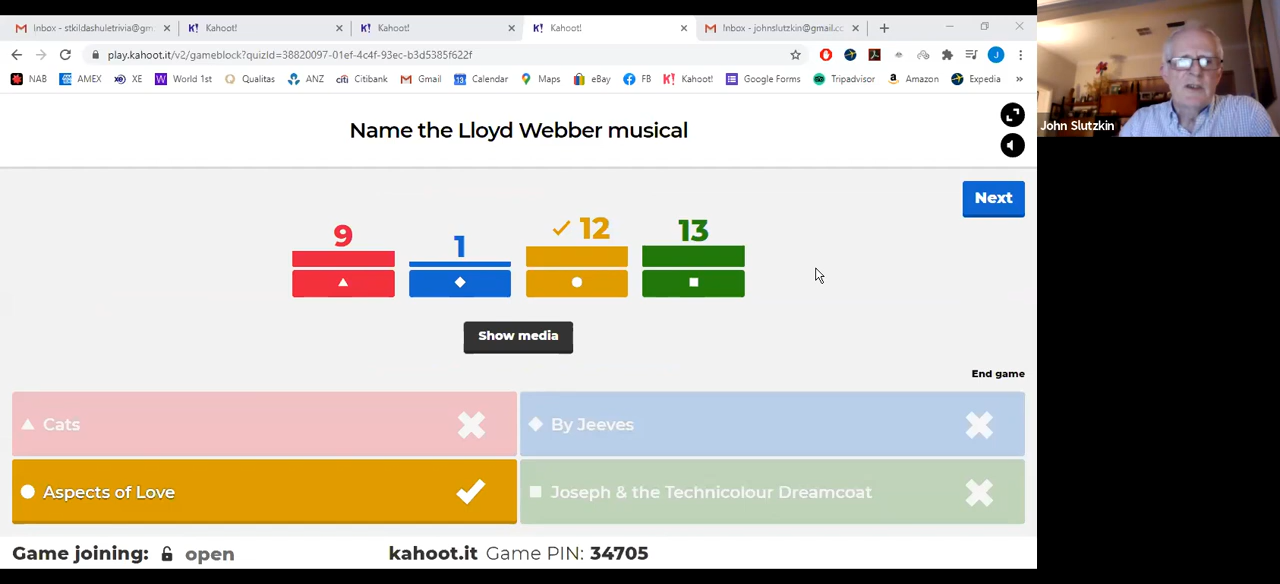 Inbox - stkildashuletrivia@gm Kahoot! Kahoot! Kahoot! Inbox - johnslutzkin@gmail.cc
play.kahoot.it/v2/gameblock?quizId=38820097-01ef-4c4f-93ec-b3d5385f622f
NAB AMEX XE World 1st Qualitas ANZ Citibank Gmail Calendar Maps eBay FB Kahoot! Google Forms Tripadvisor Amazon Expedia
John Slutzkin
Name the Lloyd Webber musical
Next
9 1 12 13
Show media
End game
Cats By Jeeves
Aspects of Love Joseph & the Technicolour Dreamcoat
Game joining: open kahoot.it Game PIN: 34705